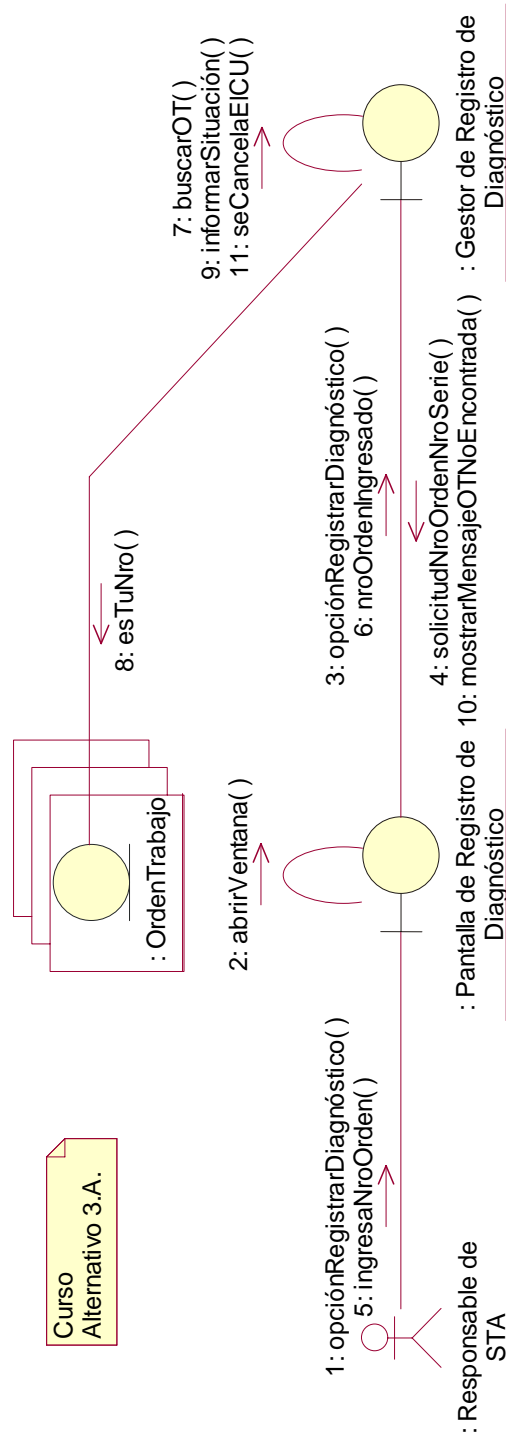 Curso
Alternativo 3.A.
: OrdenTrabajo
8: esTuNro( )
7: buscarOT( )
9: informarSituación( )
11: seCancelaElCU( )
2: abrirVentana( )
1: opciónRegistrarDiagnóstico( )
5: ingresaNroOrden( )
3: opciónRegistrarDiagnóstico( )
6: nroOrdenIngresado( )
4: solicitudNroOrdenNroSerie( )
10: mostrarMensajeOTNoEncontrada( )
: Responsable de
STA
: Pantalla de Registro de
Diagnóstico
: Gestor de Registro de
Diagnóstico